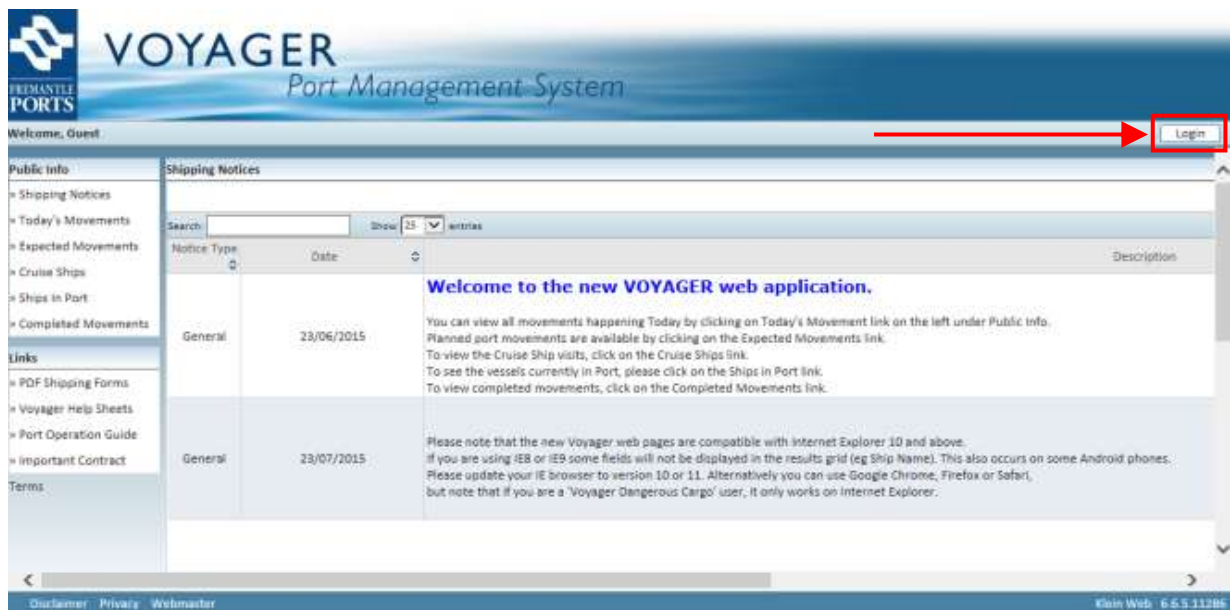 FREMANTLE
PORTS
VOYAGER
Port Management System
Welcome, Guest
Login
Public Info
» Shipping Notices
» Today's Movements
» Expected Movements
» Cruise Ships
» Ships in Port
» Completed Movements
Links
» PDF Shipping Forms
» Voyager Help Sheets
» Port Operation Guide
» Important Contract
Terms
Shipping Notices
Search: Show 25 entries
Notice Type Date Description
General 23/06/2015
Welcome to the new VOYAGER web application.
You can view all movements happening Today by clicking on Today's Movement link on the left under Public Info.
Planned port movements are available by clicking on the Expected Movements link.
To view the Cruise Ship visits, click on the Cruise Ships link.
To see the vessels currently in Port, please click on the Ships in Port link.
To view completed movements, click on the Completed Movements link.
General 23/07/2015
Please note that the new Voyager web pages are compatible with Internet Explorer 10 and above.
If you are using IE8 or IE9 some fields will not be displayed in the results grid (eg Ship Name). This also occurs on some Android phones.
Please update your IE browser to version 10 or 11. Alternatively you can use Google Chrome, Firefox or Safari,
but note that if you are a 'Voyager Dangerous Cargo' user, it only works on Internet Explorer.
Disclaimer Privacy Webmaster
Klein Web 6.6.5.11286